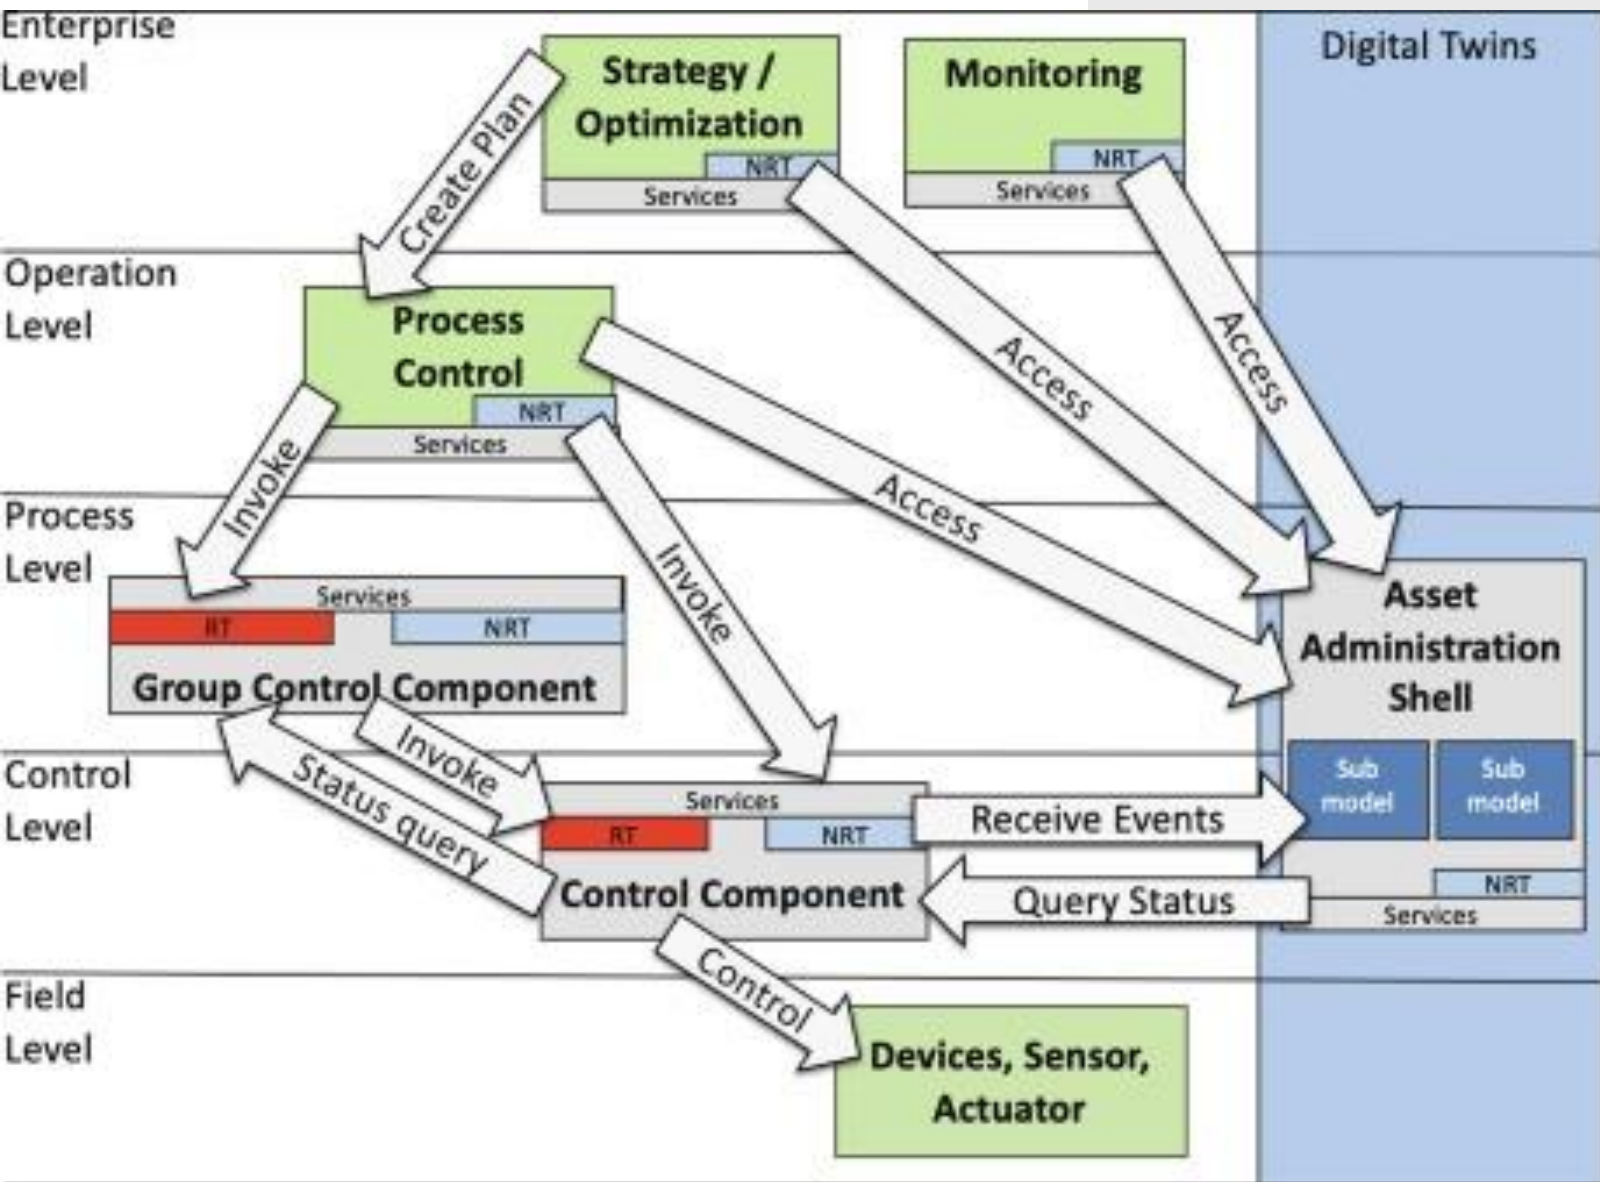 Enterprise
Level
Strategy /
Optimization
NRT
Services
Monitoring
NRT
Services
Digital Twins
Create Plan
Operation
Level
Process
Control
NRT
Services
Access
Access
Access
Invoke
Invoke
Process
Level
Services
RT
NRT
Group Control Component
Asset
Administration
Shell
Sub
model
Sub
model
NRT
Services
Invoke
Status query
Control
Level
Services
RT
NRT
Control Component
Receive Events
Query Status
Control
Field
Level
Devices, Sensor,
Actuator